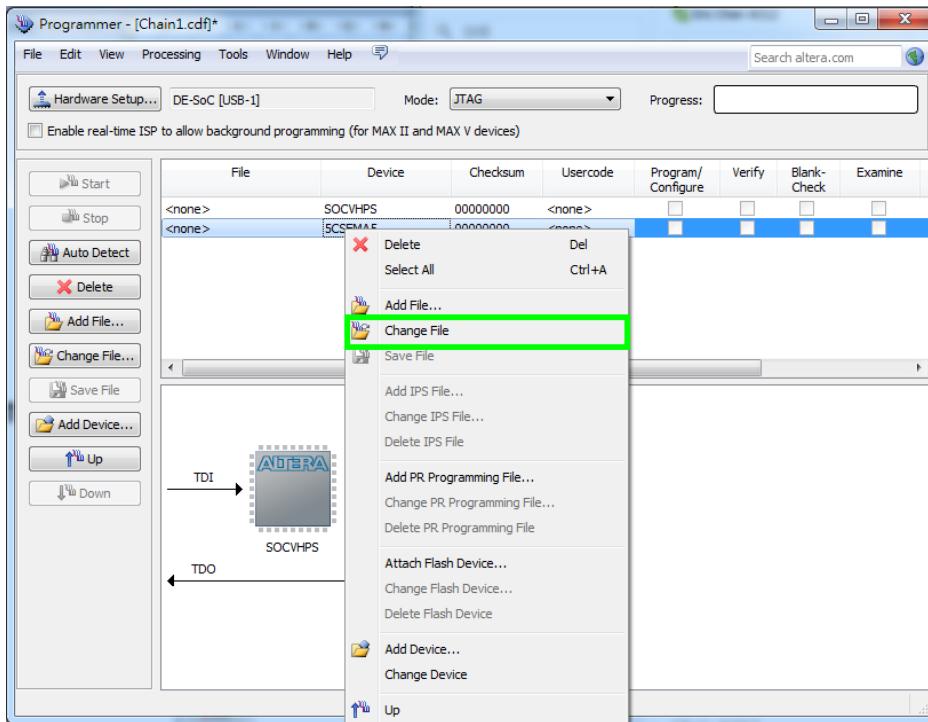 Programmer - [Chain1.cdf]*
File Edit View Processing Tools Window Help
Search altera.com
Hardware Setup... DE-SoC [USB-1] Mode: JTAG Progress:
Enable real-time ISP to allow background programming (for MAX II and MAX V devices)
Start
Stop
Auto Detect
Delete
Add File...
Change File...
Save File
Add Device...
Up
Down
File Device Checksum Usercode Program/ Configure Verify Blank- Check Examine
<none> SOCVHPS 00000000 <none>
<none> 5CSEMA5 00000000 <none>
Delete Del
Select All Ctrl+A
Add File...
Change File
Save File
Add IPS File...
Change IPS File...
Delete IPS File
Add PR Programming File...
Change PR Programming File...
Delete PR Programming File
Attach Flash Device...
Change Flash Device...
Delete Flash Device
Add Device...
Change Device
Up
TDI
ALTERA
SOCVHPS
TDO